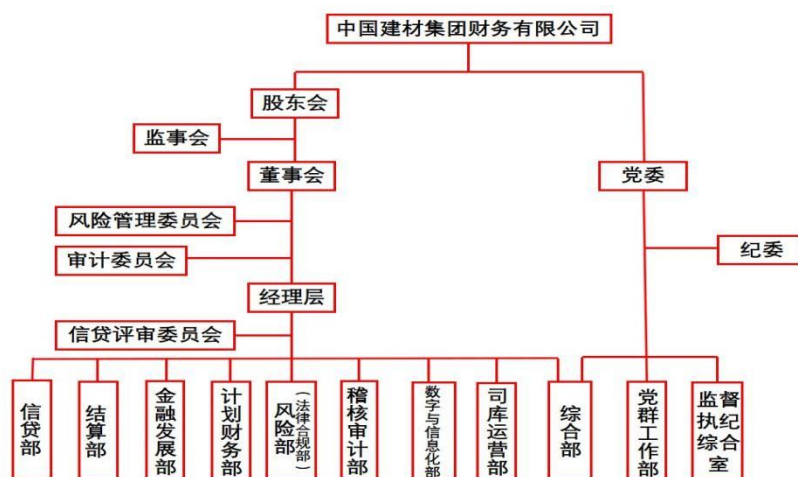 中国建材集团财务有限公司
股东会
监事会
董事会
党委
风险管理委员会
审计委员会
纪委
经理层
信贷评审委员会
信贷部
结算部
金融发展部
计划财务部
风险部
（法律合规部）
稽核审计部
数字与信息化部
司库运营部
综合部
党群工作部
监督
执纪
综合
室